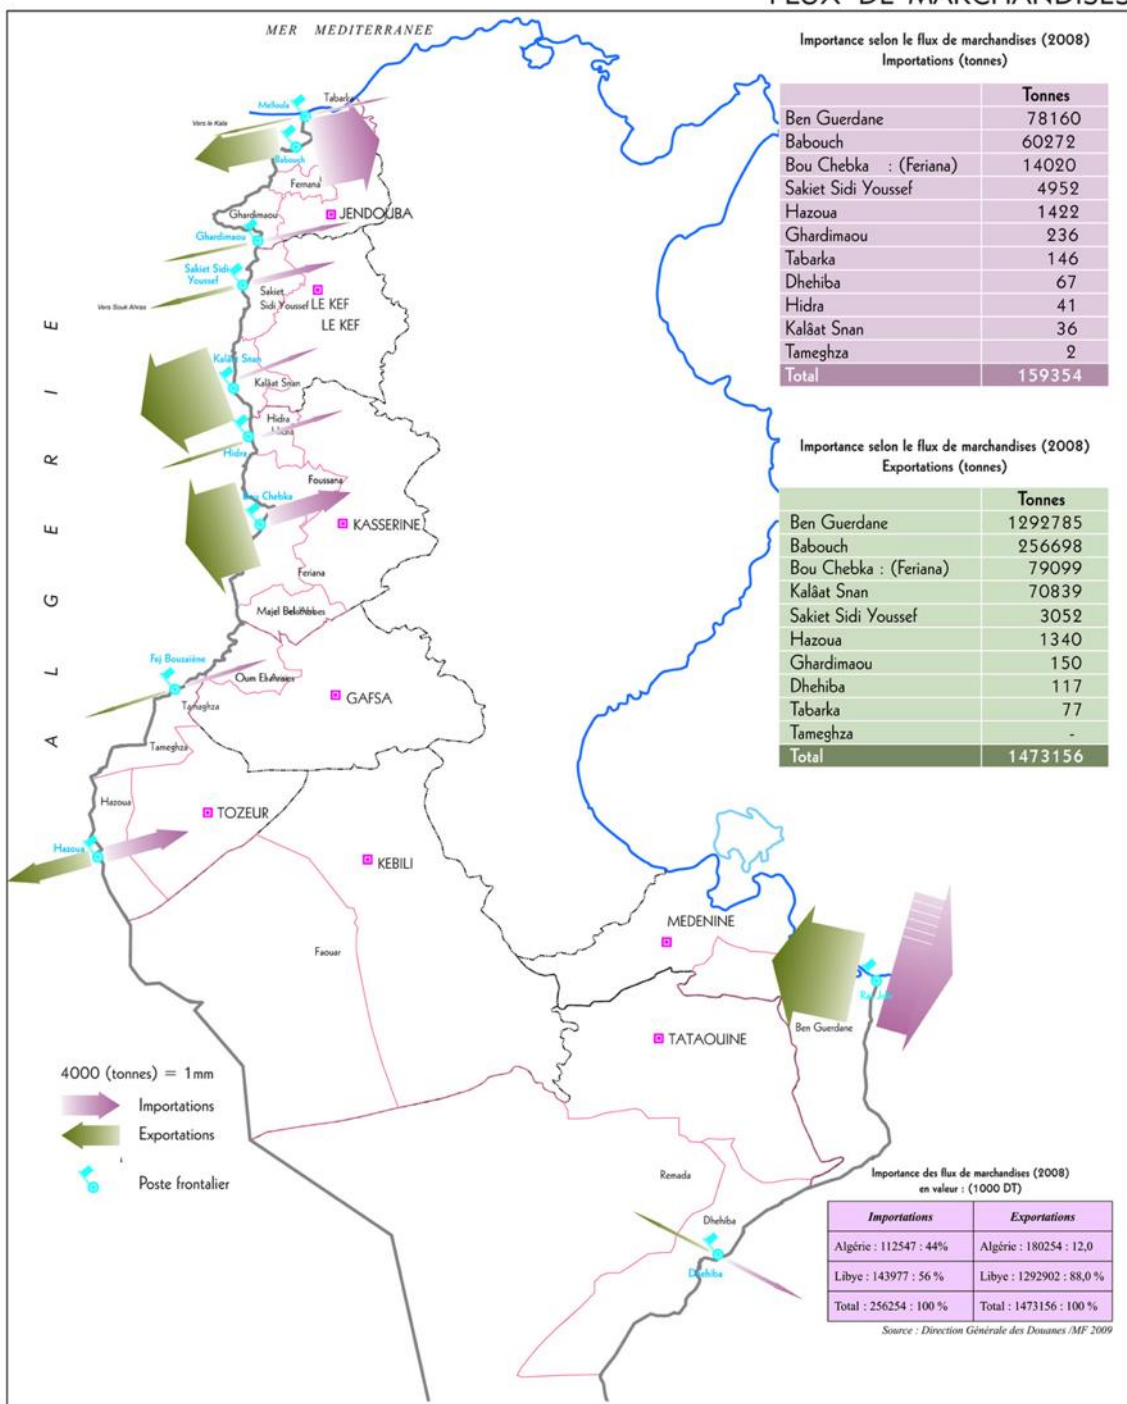 FLUX DE MARCHANDISES
MER MEDITERRANEE
Importance selon le flux de marchandises (2008)
Importations (tonnes)
Tonnes
Ben Guerdane 78160
Babouch 60272
Bou Chebka : (Feriana) 14020
Sakiet Sidi Youssef 4952
Hazoua 1422
Ghardimaou 236
Tabarka 146
Dhehiba 67
Hidra 41
Kalâat Snan 36
Tameghza 2
Total 159354
Importance selon le flux de marchandises (2008)
Exportations (tonnes)
Tonnes
Ben Guerdane 1292785
Babouch 256698
Bou Chebka : (Feriana) 79099
Kalâat Snan 70839
Sakiet Sidi Youssef 3052
Hazoua 1340
Ghardimaou 150
Dhehiba 117
Tabarka 77
Tameghza -
Total 1473156
ALGERIE
Melloula
Tabarka
Vers le Kala
Babouch
Fernana
Ghardimaou
JENDOUBA
Ghardimaou
Sakiet Sidi
Youssef
Sakiet
Sidi Youssef
LE KEF
LE KEF
Vers Souk Ahras
Kalâat Snan
Kalâat Snan
Hidra
Hidra
Foussana
Bou Chebka
KASSERINE
Feriana
Majel
Fej Bouzaiène
Oum
GAFSA
Tamaghza
Tameghza
Hazoua
TOZEUR
Hazoua
KEBILI
MEDENINE
Faouar
Ben Guerdane
TATAOUINE
4000 (tonnes) = 1mm
Importations
Exportations
Poste frontalier
Remada
Dhehiba
Dhehiba
Importance des flux de marchandises (2008)
en valeur : (1000 DT)
Importations Exportations
Algérie : 112547 : 44% Algérie : 180254 : 12,0
Libye : 143977 : 56 % Libye : 1292902 : 88,0 %
Total : 256254 : 100 % Total : 1473156 : 100 %
Source : Direction Générale des Douanes /MF 2009